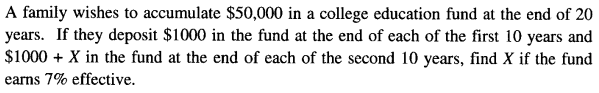 A family wishes to accumulate $50,000 in a college education fund at the end of 20
years. If they deposit $1000 in the fund at the end of each of the first 10 years and
$1000 + X in the fund at the end of each of the second 10 years, find X if the fund
earns 7% effective.